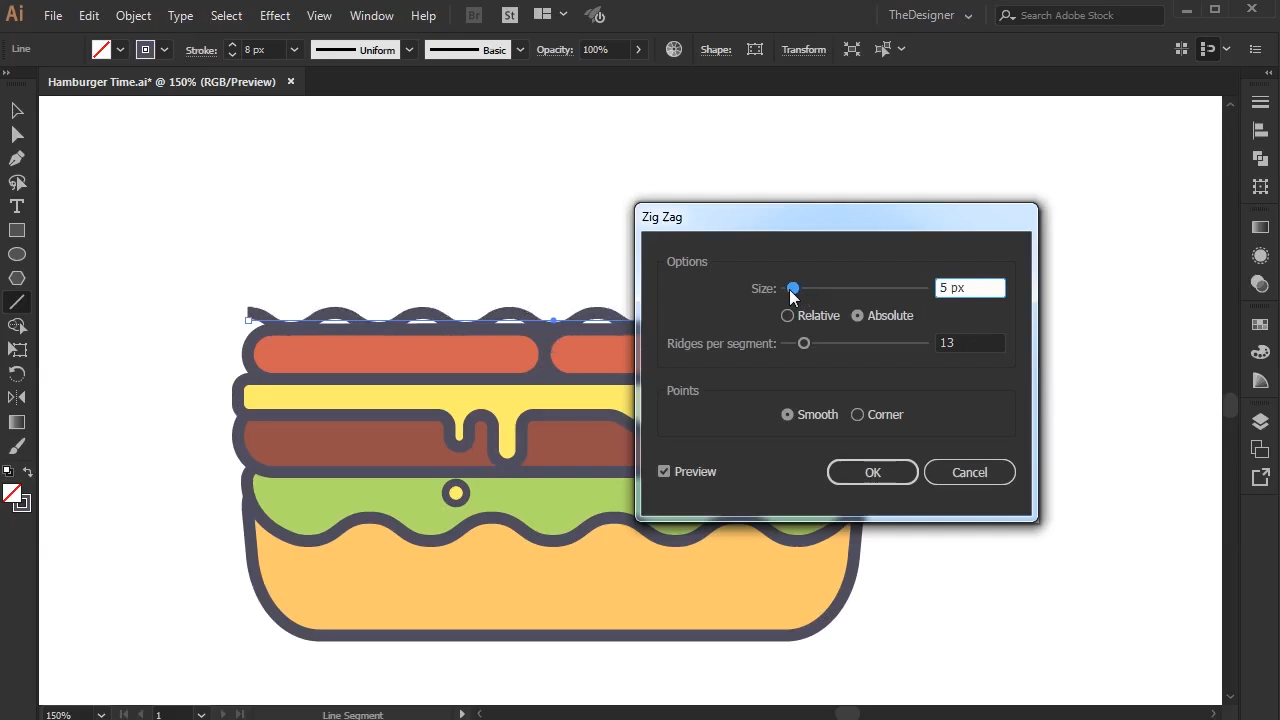 Ai File Edit Object Type Select Effect View Window Help Br St TheDesigner Search Adobe Stock
Line Stroke: 8 px Uniform Basic Opacity: 100% Shape: Transform
Hamburger Time.ai* @ 150% (RGB/Preview) ×
Zig Zag
Options
Size: 5 px
Relative Absolute
Ridges per segment: 13
Points
Smooth Corner
Preview OK Cancel
150% 1 Line Segment